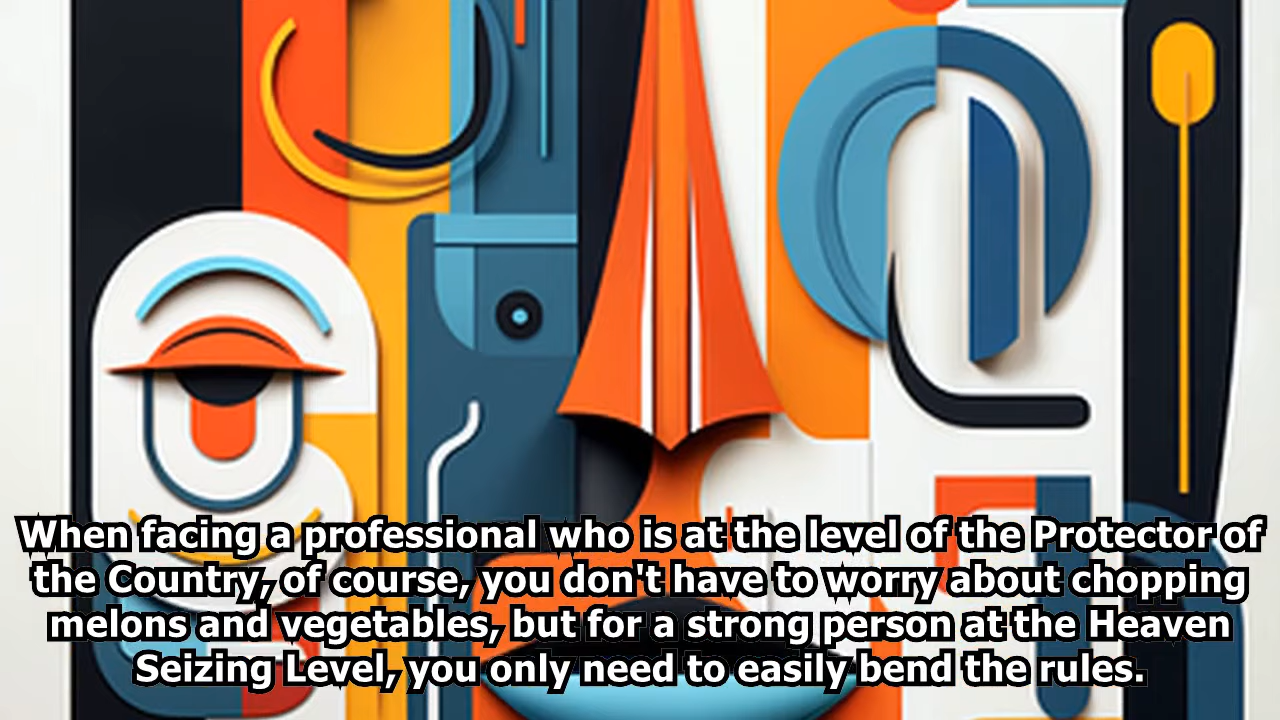 When facing a professional who is at the level of the Protector of
the Country, of course, you don't have to worry about chopping
melons and vegetables, but for a strong person at the Heaven
Seizing Level, you only need to easily bend the rules.